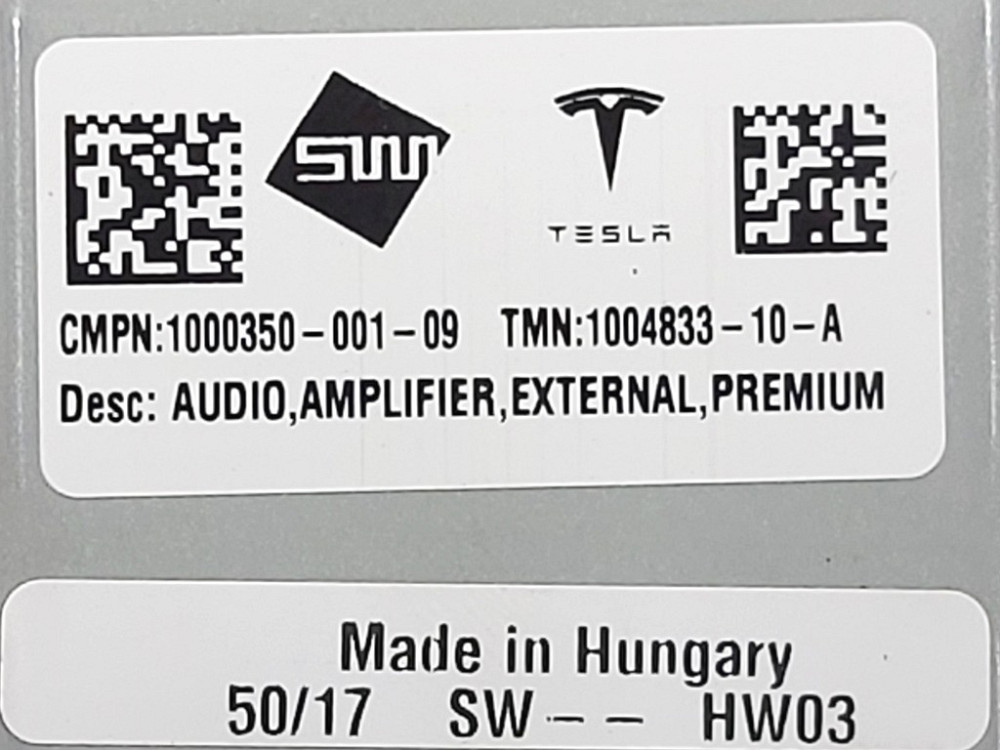 SW
TESLA
CMPN:1000350-001-09 TMN:1004833-10-A
Desc: AUDIO,AMPLIFIER,EXTERNAL,PREMIUM
Made in Hungary
50/17 SW-- HW03